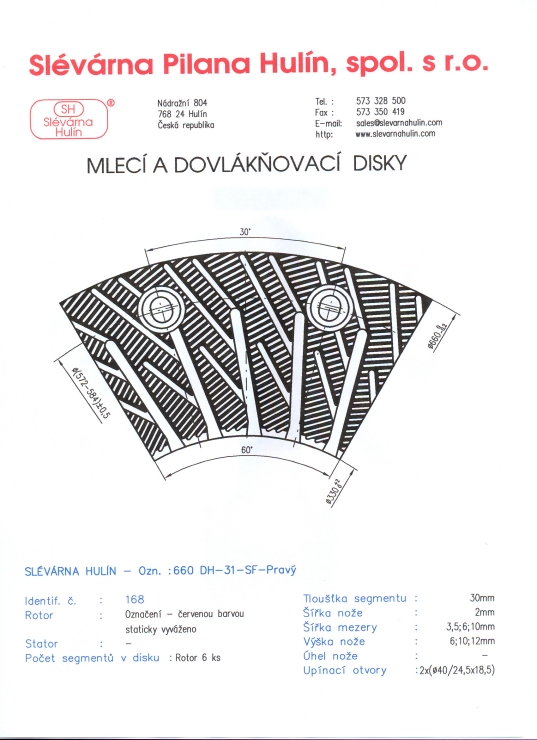 Slévárna Pilana Hulín, spol. s r.o.
SH
Slévárna
Hulín
®
Nádražní 804
768 24 Hulín
Česká republika
Tel. : 573 328 500
Fax : 573 350 419
E-mail: sales@slevarnahulin.com
http: www.slevarnahulin.com
MLECÍ A DOVLÁKŇOVACÍ DISKY
30°
ø660
ø(572-584)±0,5
60°
ø330
SLÉVÁRNA HULÍN - Ozn. :660 DH-31-SF-Pravý
Identif. č. : 168
Rotor : Označení - červenou barvou
staticky vyváženo
Stator : -
Počet segmentů v disku : Rotor 6 ks
Tloušťka segmentu : 30mm
Šířka nože : 2mm
Šířka mezery : 3,5;6;10mm
Výška nože : 6;10;12mm
Úhel nože : -
Upínací otvory :2x(ø40/24,5x18,5)